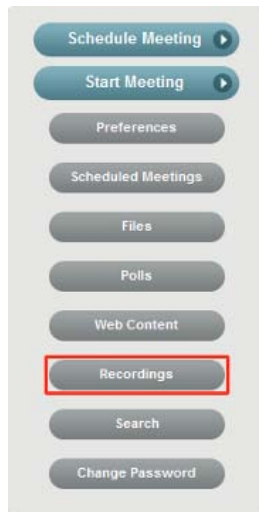 Schedule Meeting
Start Meeting
Preferences
Scheduled Meetings
Files
Polls
Web Content
Recordings
Search
Change Password